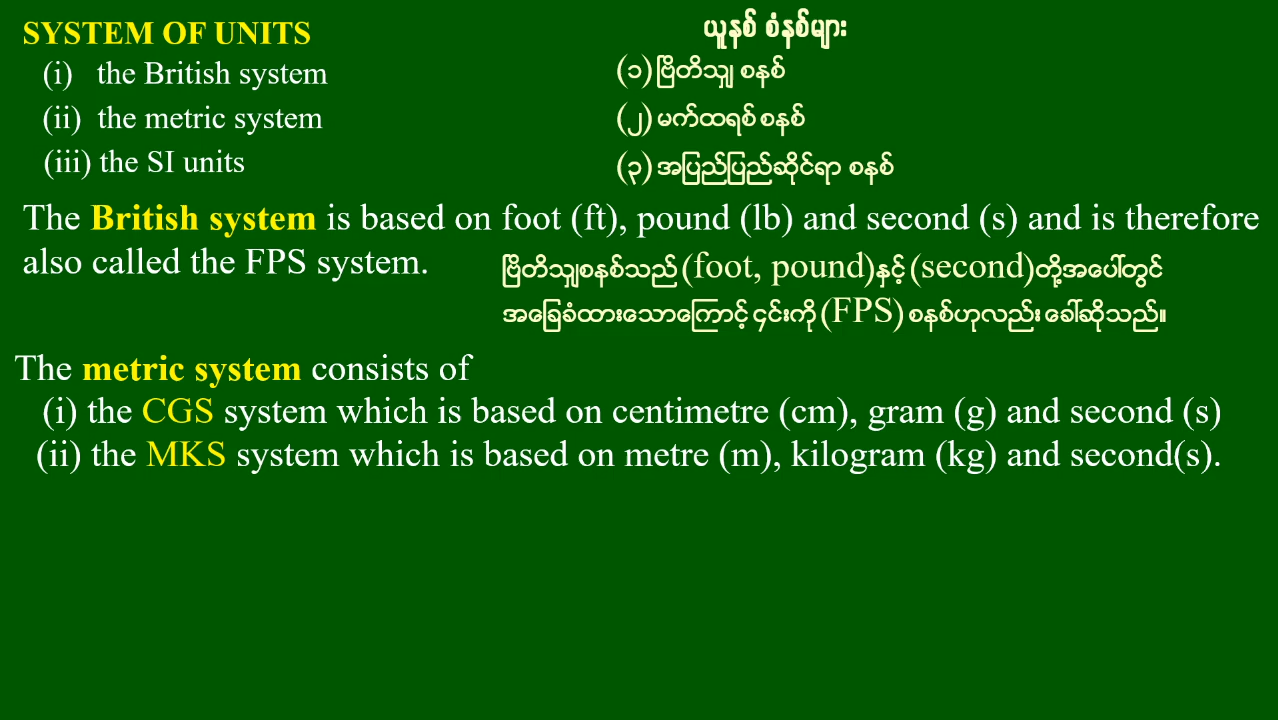 SYSTEM OF UNITS
ယူနစ် စံနစ်များ
(i) the British system
(၁) ဗြိတိသျှ စနစ်
(ii) the metric system
(၂) မက်ထရစ် စနစ်
(iii) the SI units
(၃) အပြည်ပြည်ဆိုင်ရာ စနစ်
The British system is based on foot (ft), pound (lb) and second (s) and is therefore
also called the FPS system.
ဗြိတိသျှစနစ်သည် (foot, pound)နှင့် (second)တို့အပေါ်တွင်
အခြေခံထားသောကြောင့် ၄င်းကို (FPS) စနစ်ဟုလည်း ခေါ်ဆိုသည်။
The metric system consists of
(i) the CGS system which is based on centimetre (cm), gram (g) and second (s)
(ii) the MKS system which is based on metre (m), kilogram (kg) and second(s).